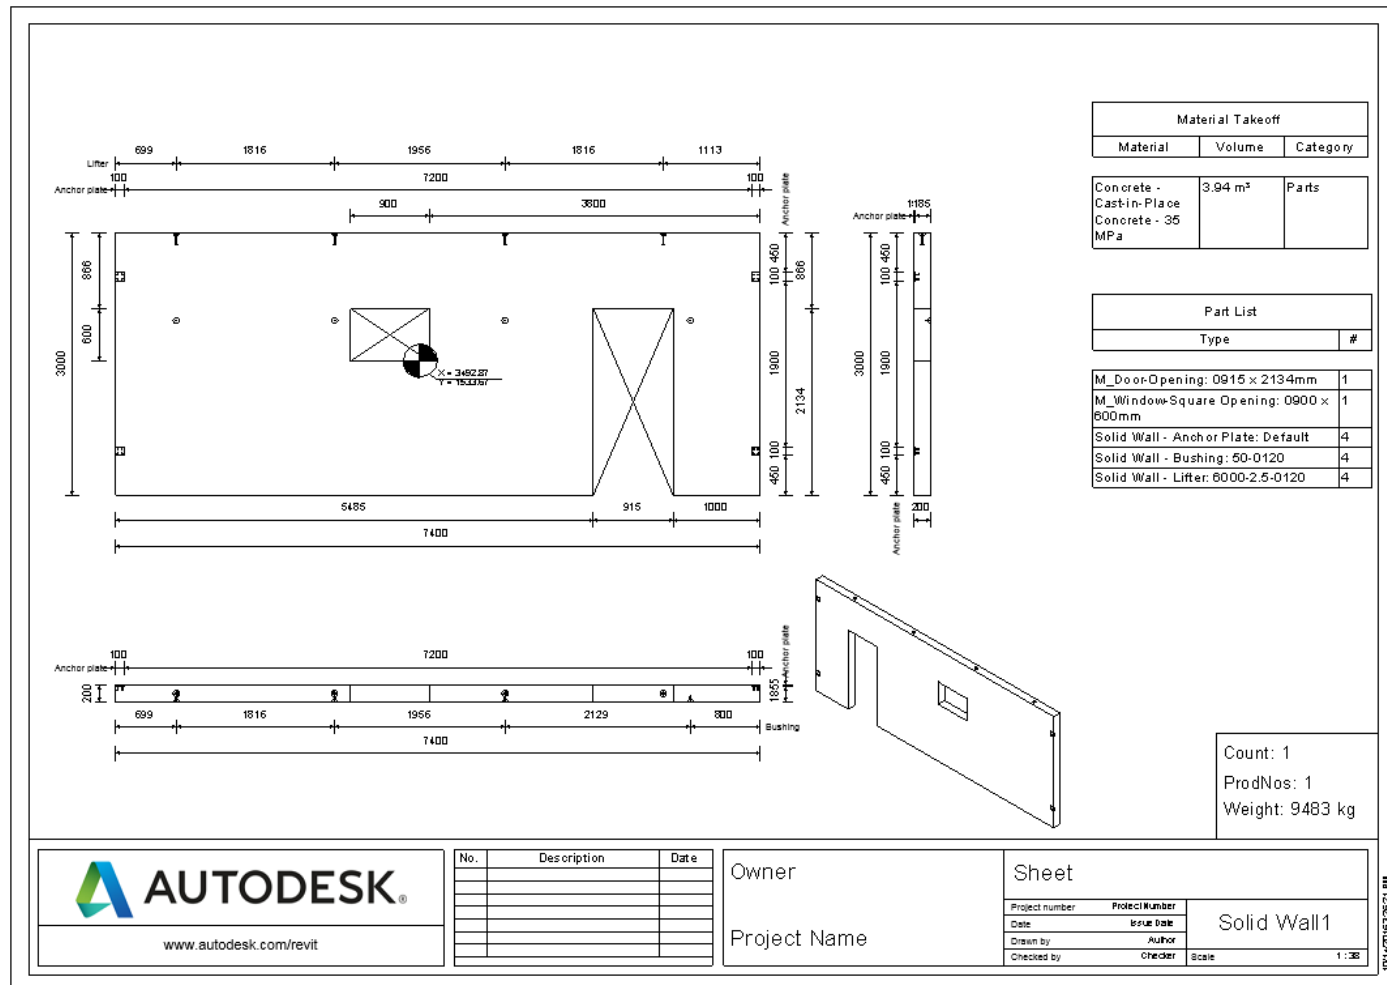 699 1816 1956 1816 1113
Lifter
100 7200 100
Anchor plate
900 3800
Anchor plate
866
600
3000
450
100
1900
100
450
866
2134
X = 3492.87
Y = 1533.67
5485 915 1000
7400
Anchor plate
185
3000
450
100
1900
100
450
200
Anchor plate
100 7200 100
Anchor plate
Anchor plate
200
699 1816 1956 2129 800
Bushing
7400
Material Takeoff
Material Volume Category
Concrete - 3.94 m³ Parts
Cast-in-Place
Concrete - 35
MPa
Part List
Type #
M_Door-Opening: 0915 x 2134mm 1
M_Window-Square Opening: 0900 x 1
600mm
Solid Wall - Anchor Plate: Default 4
Solid Wall - Bushing: 50-0120 4
Solid Wall - Lifter: 6000-2.5-0120 4
Count: 1
ProdNos: 1
Weight: 9483 kg
AUTODESK®
www.autodesk.com/revit
No. Description Date
Owner
Project Name
Sheet
Project number Project Number
Date Issue Date
Drawn by Author
Checked by Checker
Solid Wall1
Scale 1 : 38